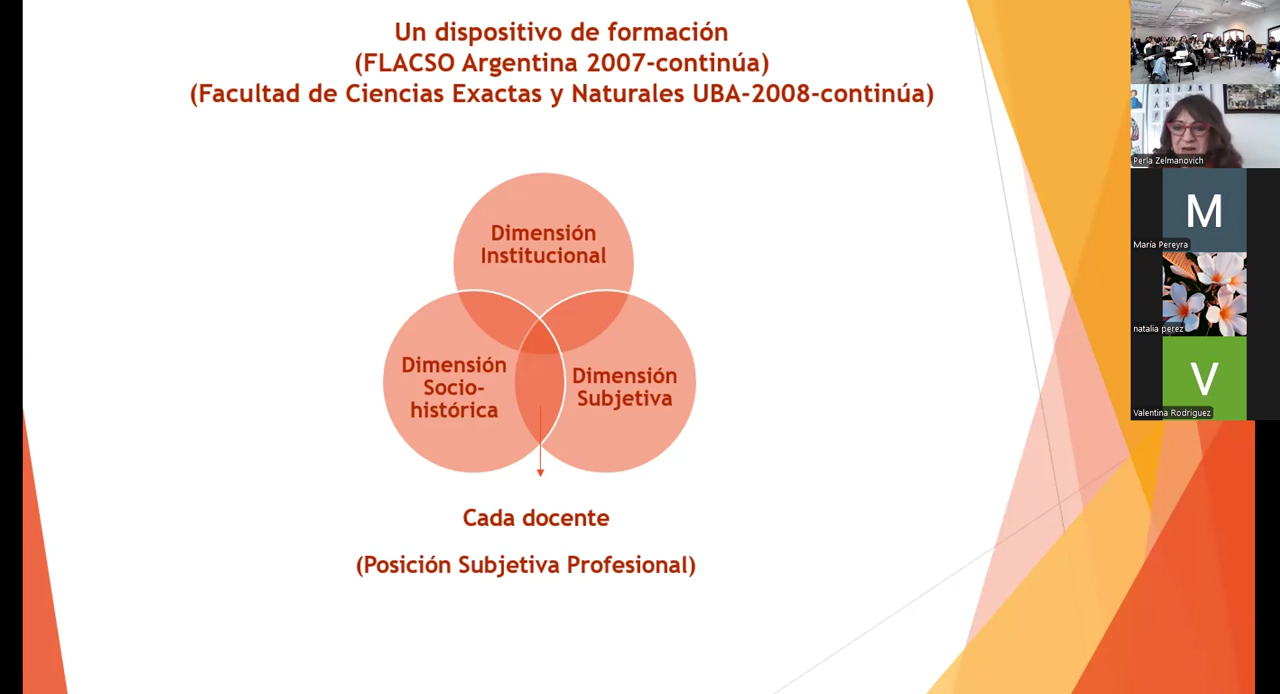 Un dispositivo de formación
(FLACSO Argentina 2007-continúa)
(Facultad de Ciencias Exactas y Naturales UBA-2008-continúa)
Dimensión
Institucional
Dimensión
Socio-
histórica
Dimensión
Subjetiva
Cada docente
(Posición Subjetiva Profesional)
Perla Zelmanovich
M
María Pereyra
natalia perez
V
Valentina Rodriguez